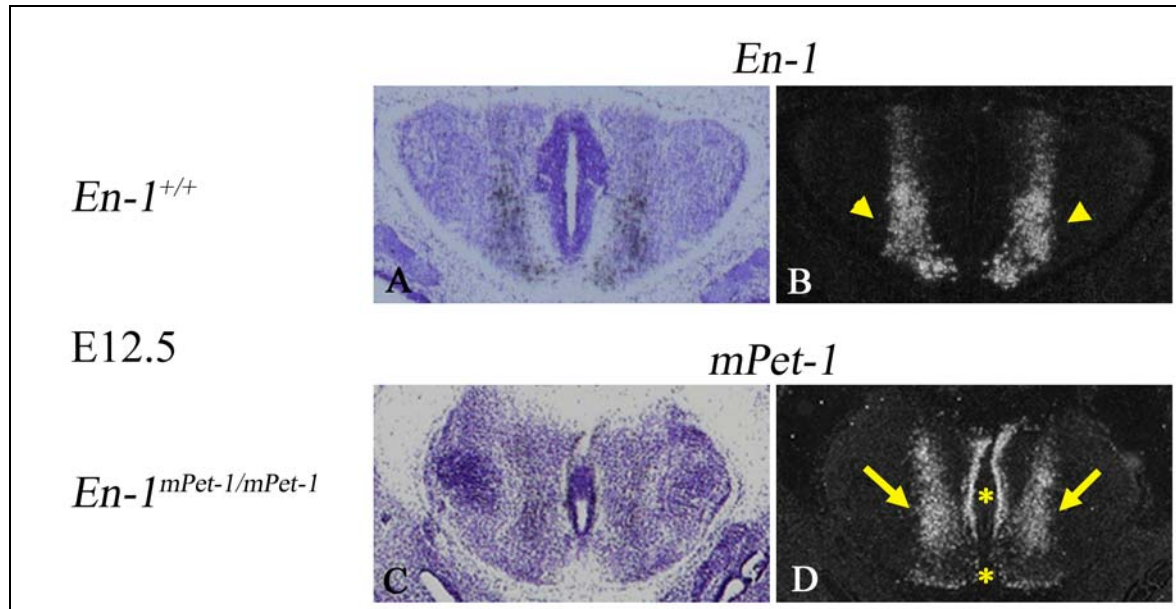 En-1
En-1+/+
A
B
E12.5
mPet-1
En-1mPet-1/mPet-1
C
* 
D
*